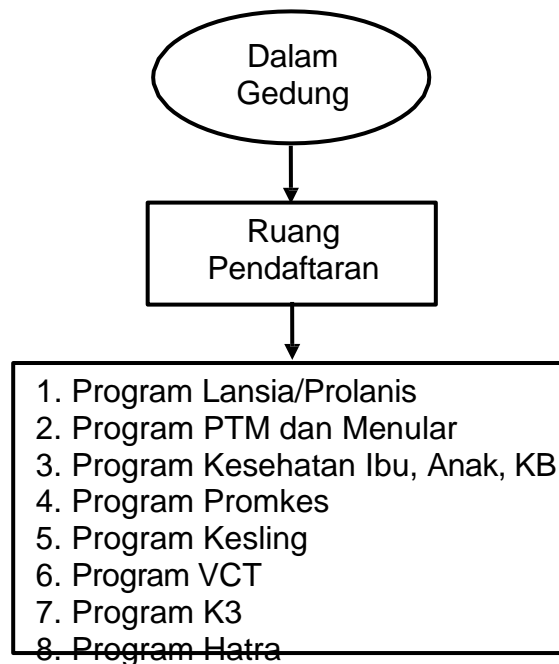 Dalam
Gedung
Ruang
Pendaftaran
1. Program Lansia/Prolanis
2. Program PTM dan Menular
3. Program Kesehatan Ibu, Anak, KB
4. Program Promkes
5. Program Kesling
6. Program VCT
7. Program K3
8. Program Hatra